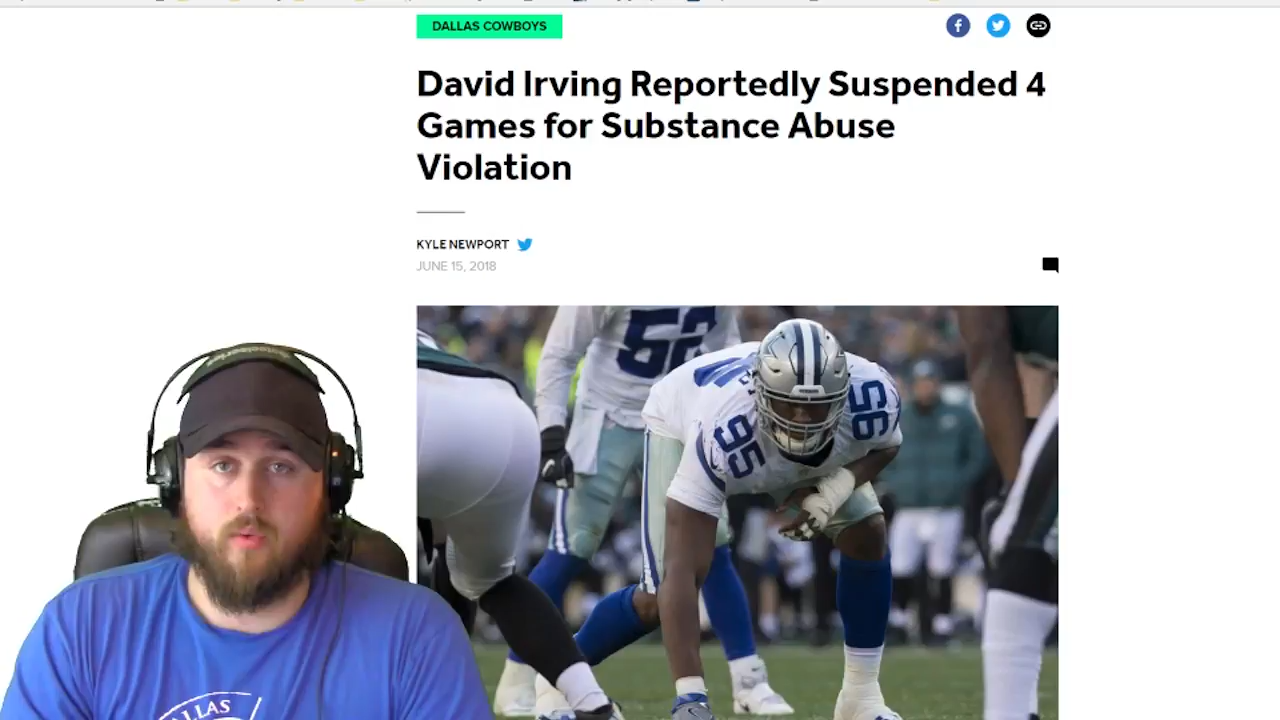 DALLAS COWBOYS
David Irving Reportedly Suspended 4
Games for Substance Abuse
Violation
KYLE NEWPORT
JUNE 15, 2018
52
95
95